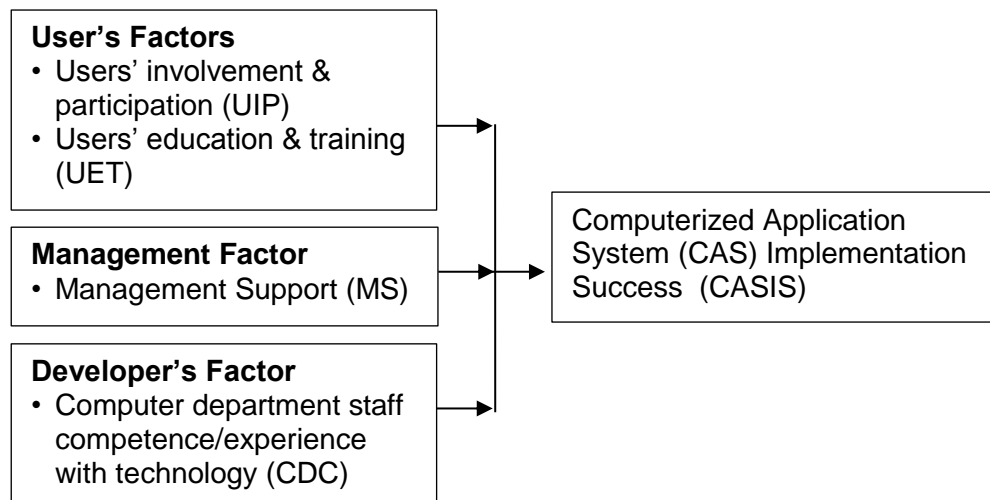 User’s Factors
• Users’ involvement &
participation (UIP)
• Users’ education & training
(UET)
Management Factor
• Management Support (MS)
Developer’s Factor
• Computer department staff
competence/experience
with technology (CDC)
Computerized Application
System (CAS) Implementation
Success (CASIS)